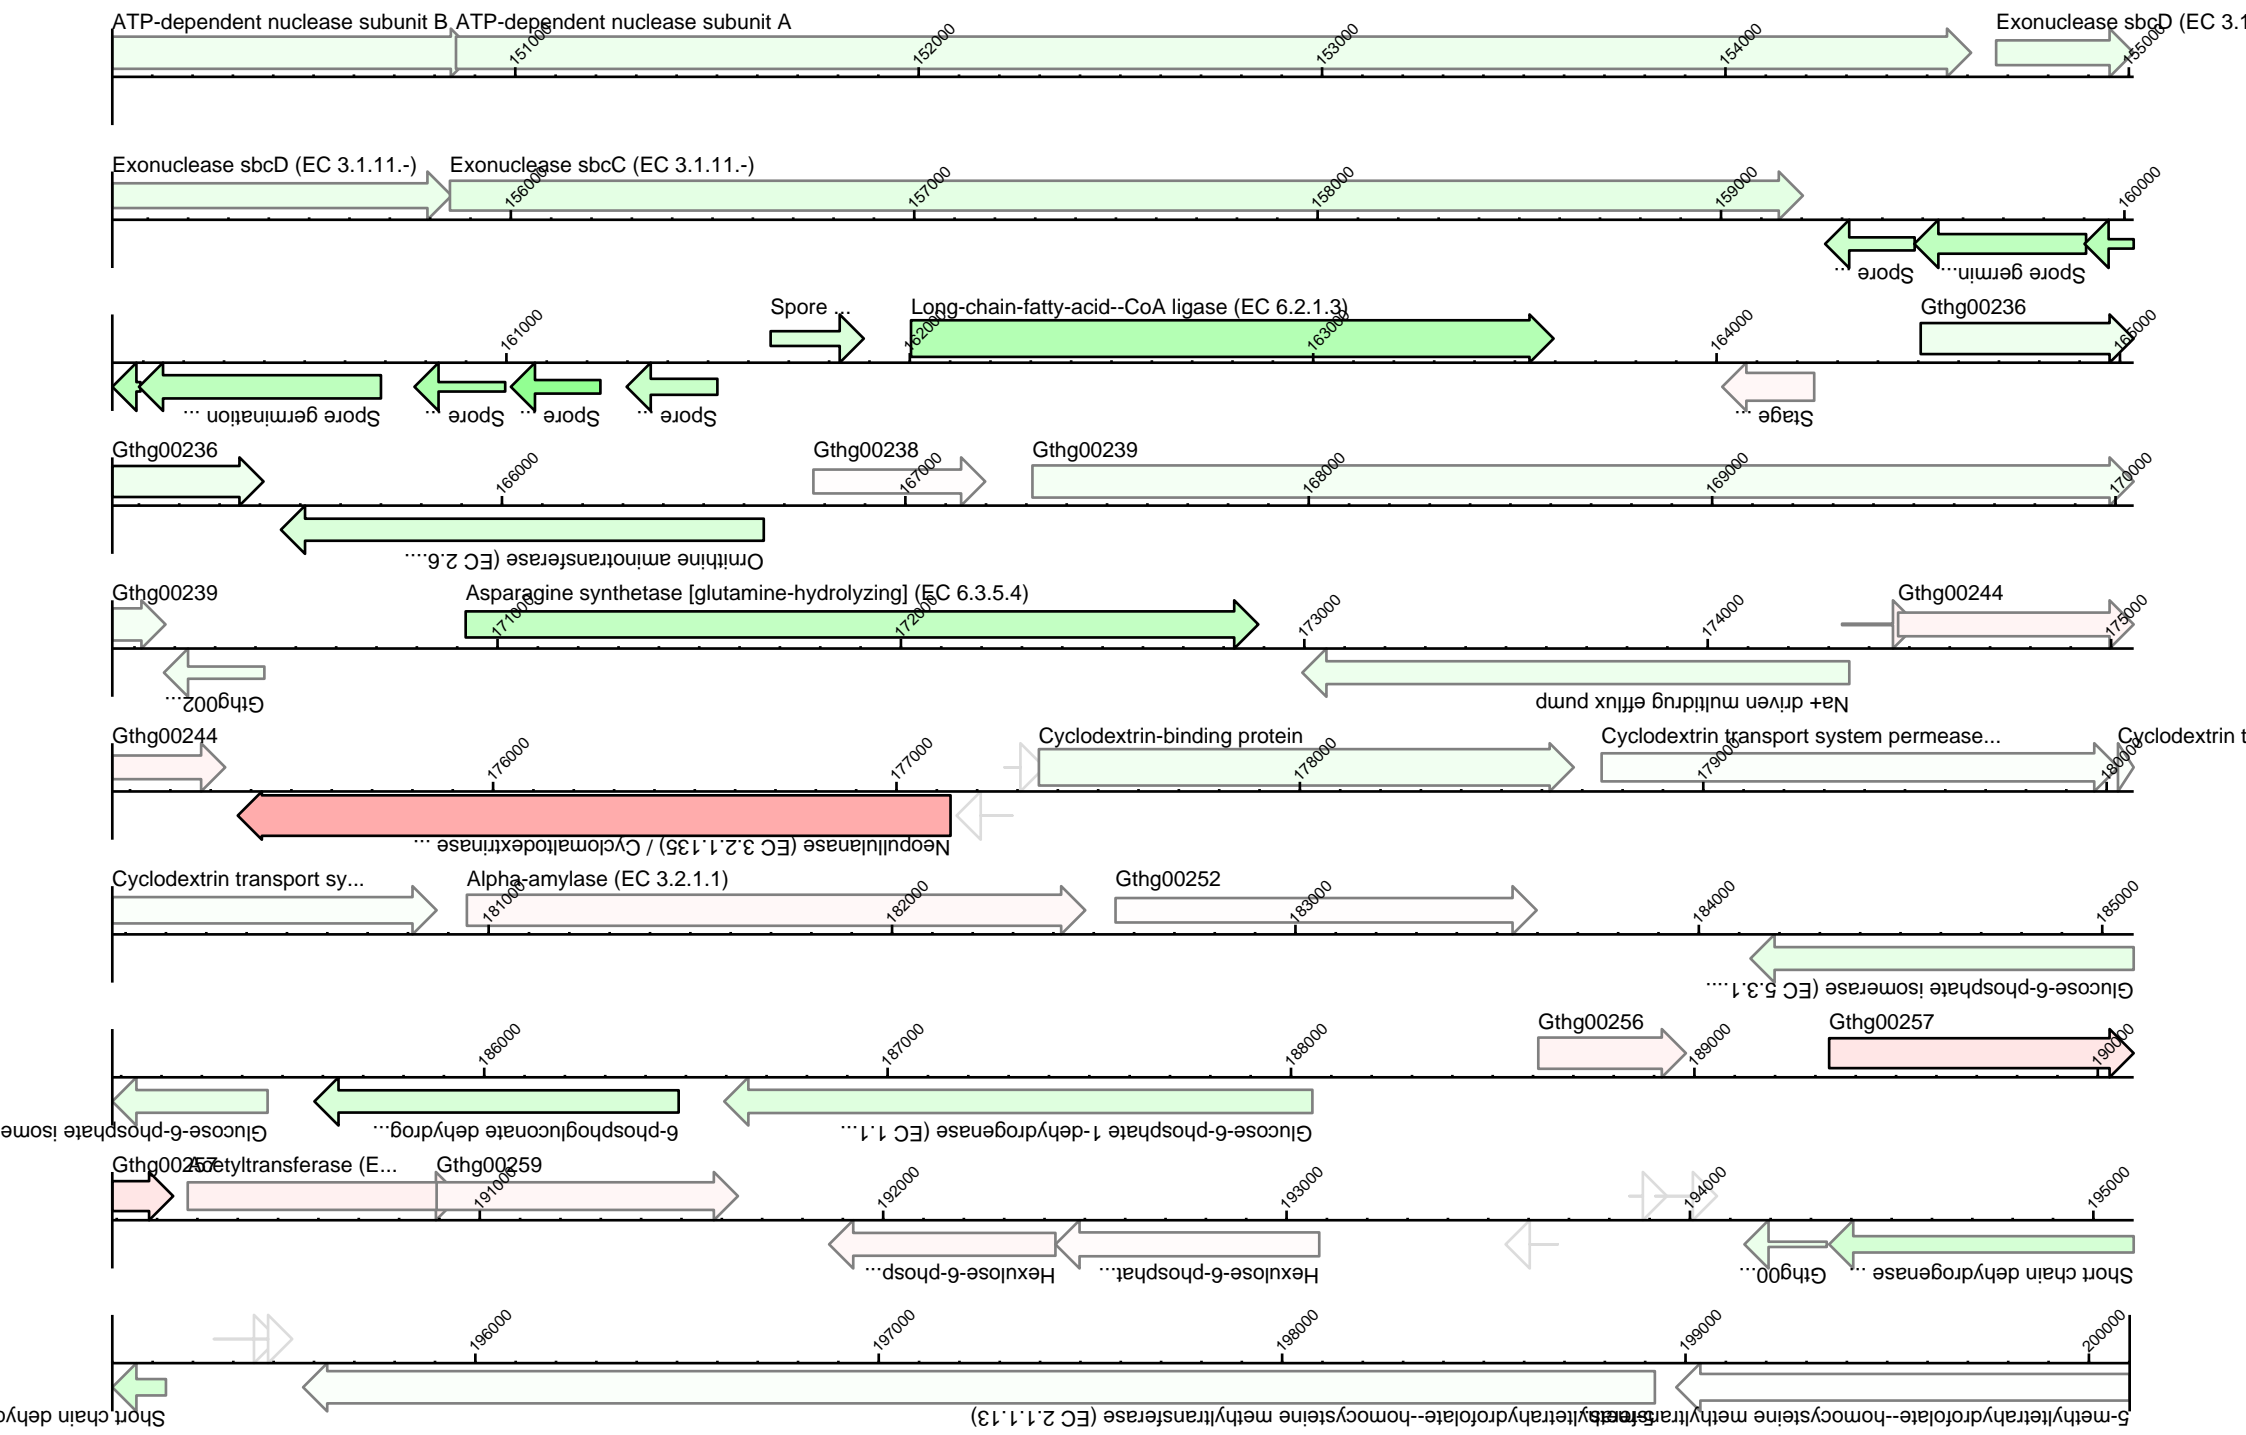 ATP-dependent nuclease subunit B ATP-dependent nuclease subunit A Exonuclease sbcD (EC 3.1
151000 152000 153000 154000 155000
Exonuclease sbcD (EC 3.1.11.-) Exonuclease sbcC (EC 3.1.11.-)
156000 157000 158000 159000 160000
Spore ... Spore germin... 
Spore ... Long-chain-fatty-acid--CoA ligase (EC 6.2.1.3) Gthg00236
161000 162000 163000 164000 165000
Spore germination ... Spore ... Spore ... Spore ... Stage ...
Gthg00236 Gthg00238 Gthg00239
166000 167000 168000 169000 170000
Ornithine aminotransferase (EC 2.6....
Gthg00239 Asparagine synthetase [glutamine-hydrolyzing] (EC 6.3.5.4) Gthg00244
171000 172000 173000 174000 175000
Gthg002... Na+ driven multidrug efflux pump
Gthg00244 Cyclodextrin-binding protein Cyclodextrin transport system permease... Cyclodextrin t
176000 177000 178000 179000 180000
Neopullulanase (EC 3.2.1.135) / Cyclomaltodextrinase ...
Cyclodextrin transport sy... Alpha-amylase (EC 3.2.1.1) Gthg00252
181000 182000 183000 184000 185000
Glucose-6-phosphate isomerase (EC 5.3.1....
Gthg00256 Gthg00257
186000 187000 188000 189000 190000
Glucose-6-phosphate isome 6-phosphogluconate dehydrog... Glucose-6-phosphate 1-dehydrogenase (EC 1.1...
Gthg00257 Acetyltransferase (E... Gthg00259
191000 192000 193000 194000 195000
Hexulose-6-phosp... Hexulose-6-phosphat... Gthg00... Short chain dehydrogenase ...
196000 197000 198000 199000 200000
Short chain dehyd 5-methyltetrahydrofolate--homocysteine methyltransferase (EC 2.1.1.13) 5-methyltetrahydrofolate--homocysteine methyltransferas...